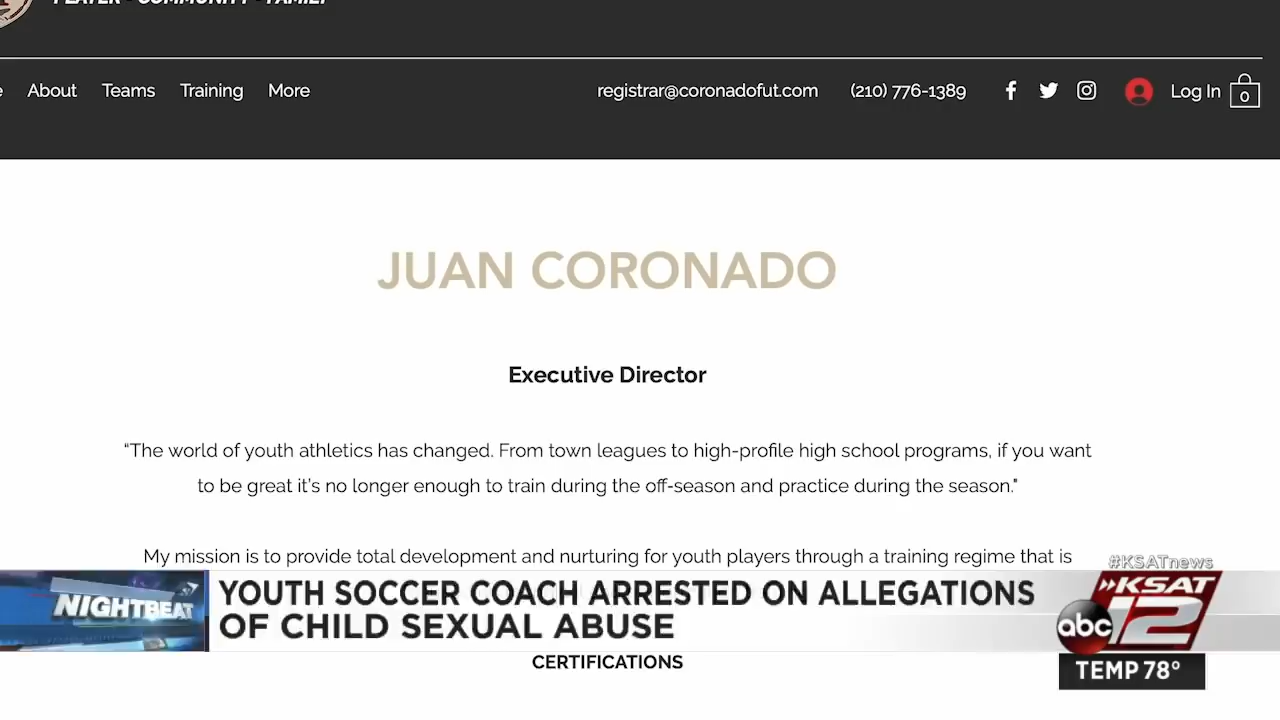 PLAYER - COMMUNITY - FAMILY
About Teams Training More registrar@coronadofut.com (210) 776-1389 Log In 0
JUAN CORONADO
Executive Director
"The world of youth athletics has changed. From town leagues to high-profile high school programs, if you want
to be great it's no longer enough to train during the off-season and practice during the season."
My mission is to provide total development and nurturing for youth players through a training regime that is
#KSATnews
NIGHTBEAT
YOUTH SOCCER COACH ARRESTED ON ALLEGATIONS
OF CHILD SEXUAL ABUSE
KSAT
abc 12
CERTIFICATIONS
TEMP 78°